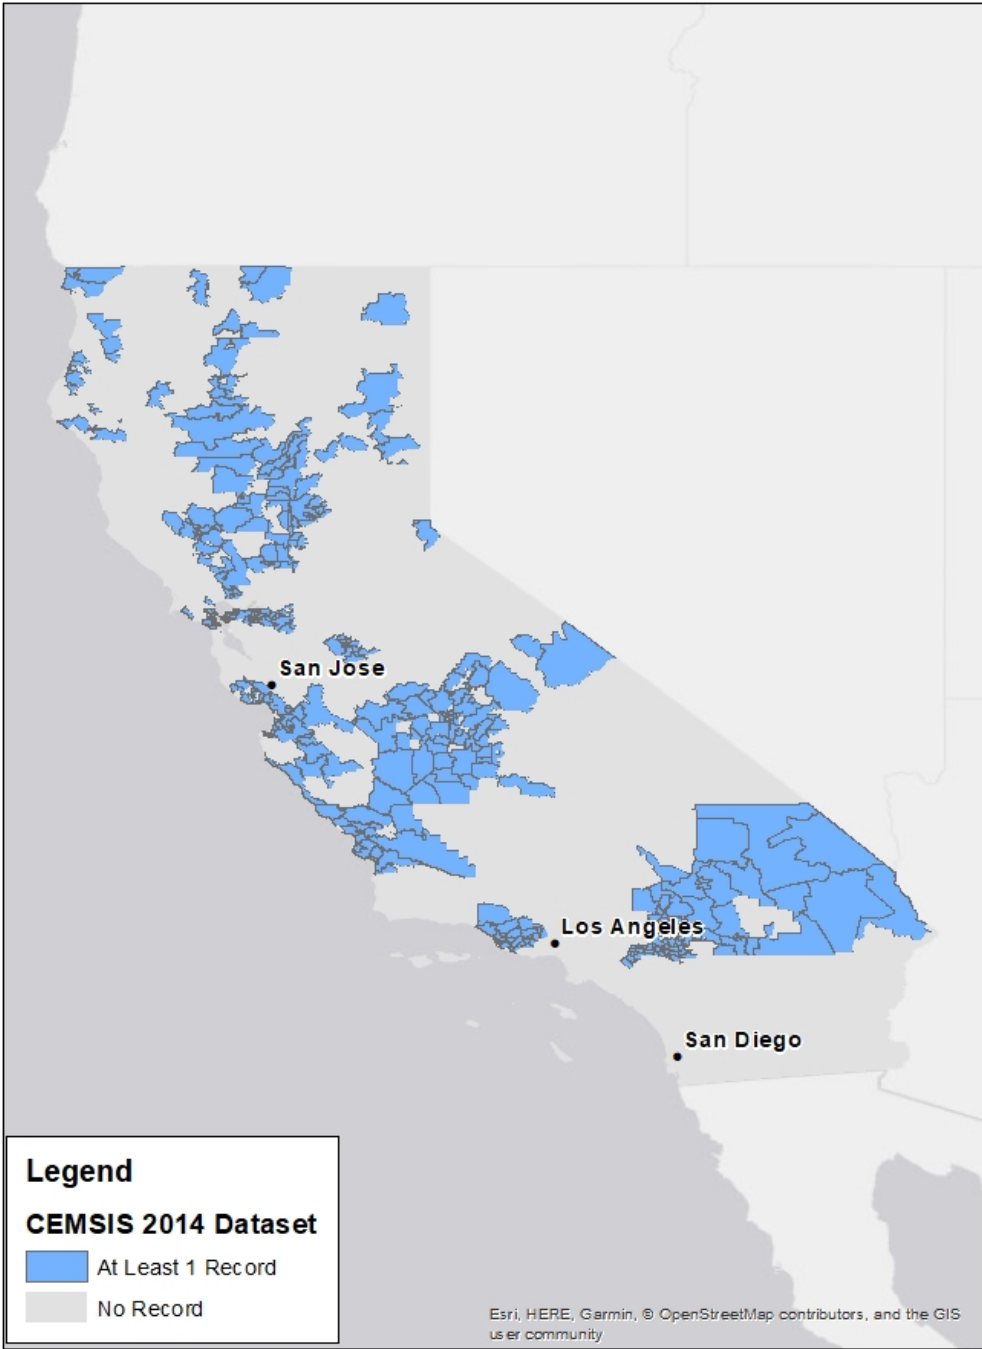 San Jose
Los Angeles
San Diego
Legend
CEMSIS 2014 Dataset
At Least 1 Record
No Record
Esri, HERE, Garmin, © OpenStreetMap contributors, and the GIS
user community